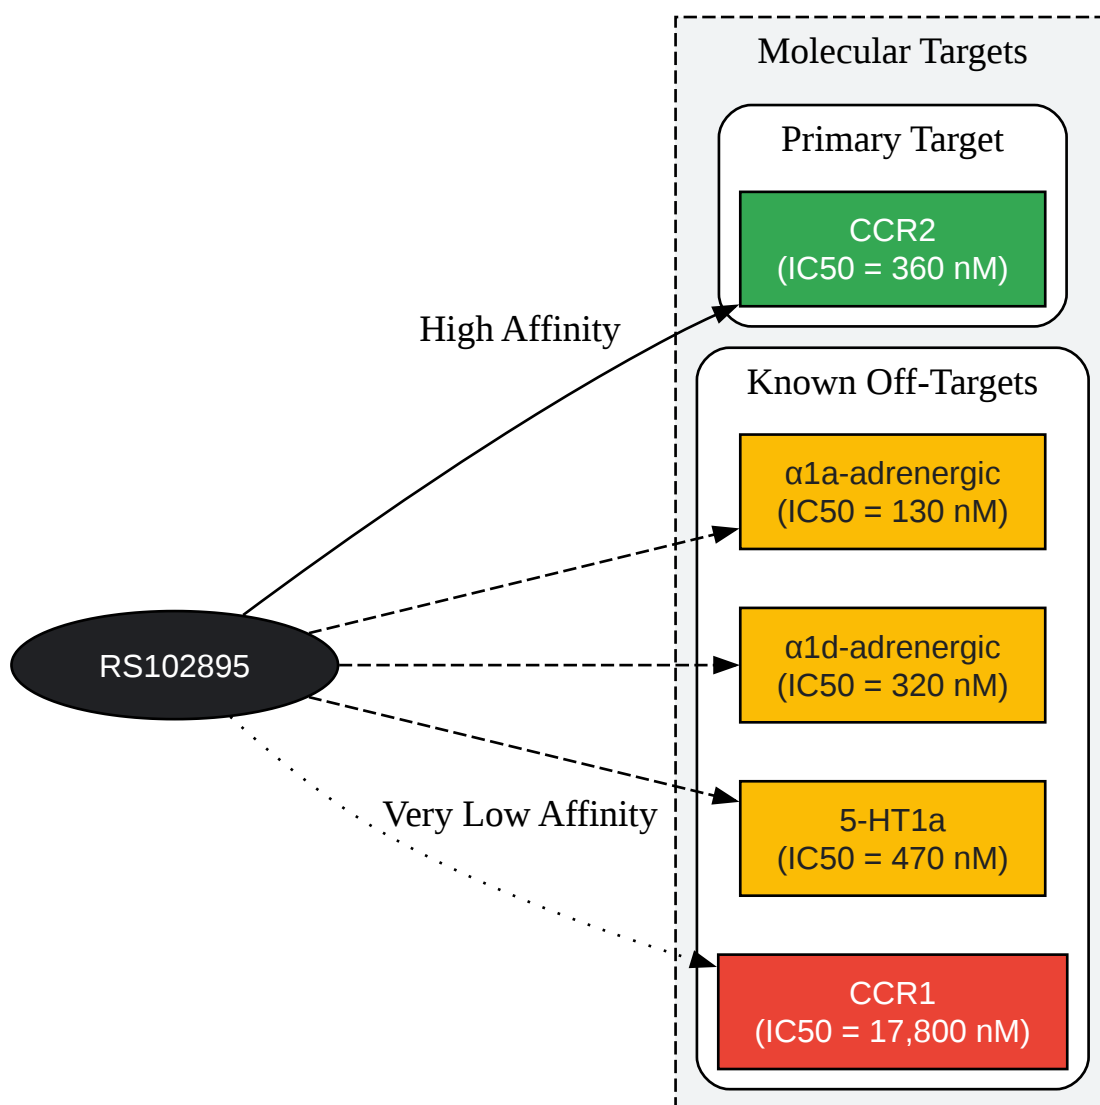 Molecular Targets
Primary Target
CCR2
(IC50 = 360 nM)
High Affinity
Known Off-Targets
α1a-adrenergic
(IC50 = 130 nM)
RS102895
α1d-adrenergic
(IC50 = 320 nM)
Very Low Affinity
5-HT1a
(IC50 = 470 nM)
CCR1
(IC50 = 17,800 nM)